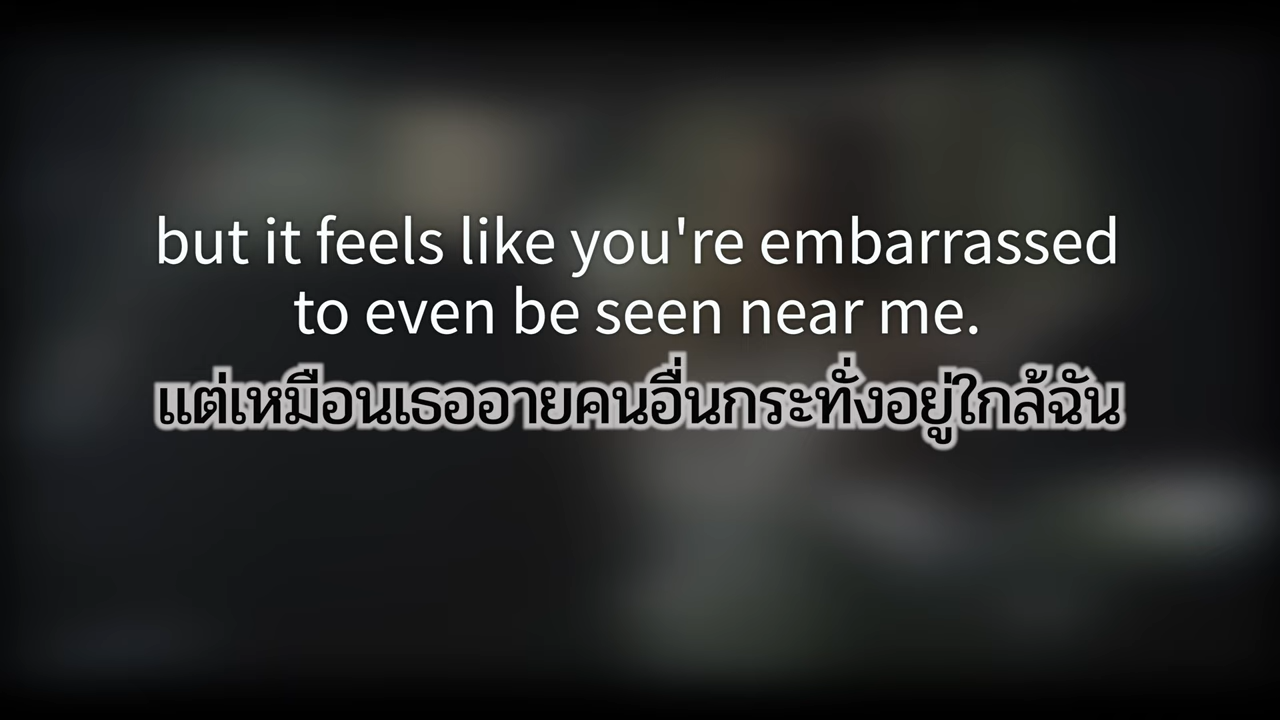 but it feels like you're embarrassed
to even be seen near me.
แต่เหมือนเธออายคนอื่นกระทั่งอยู่ใกล้ฉัน